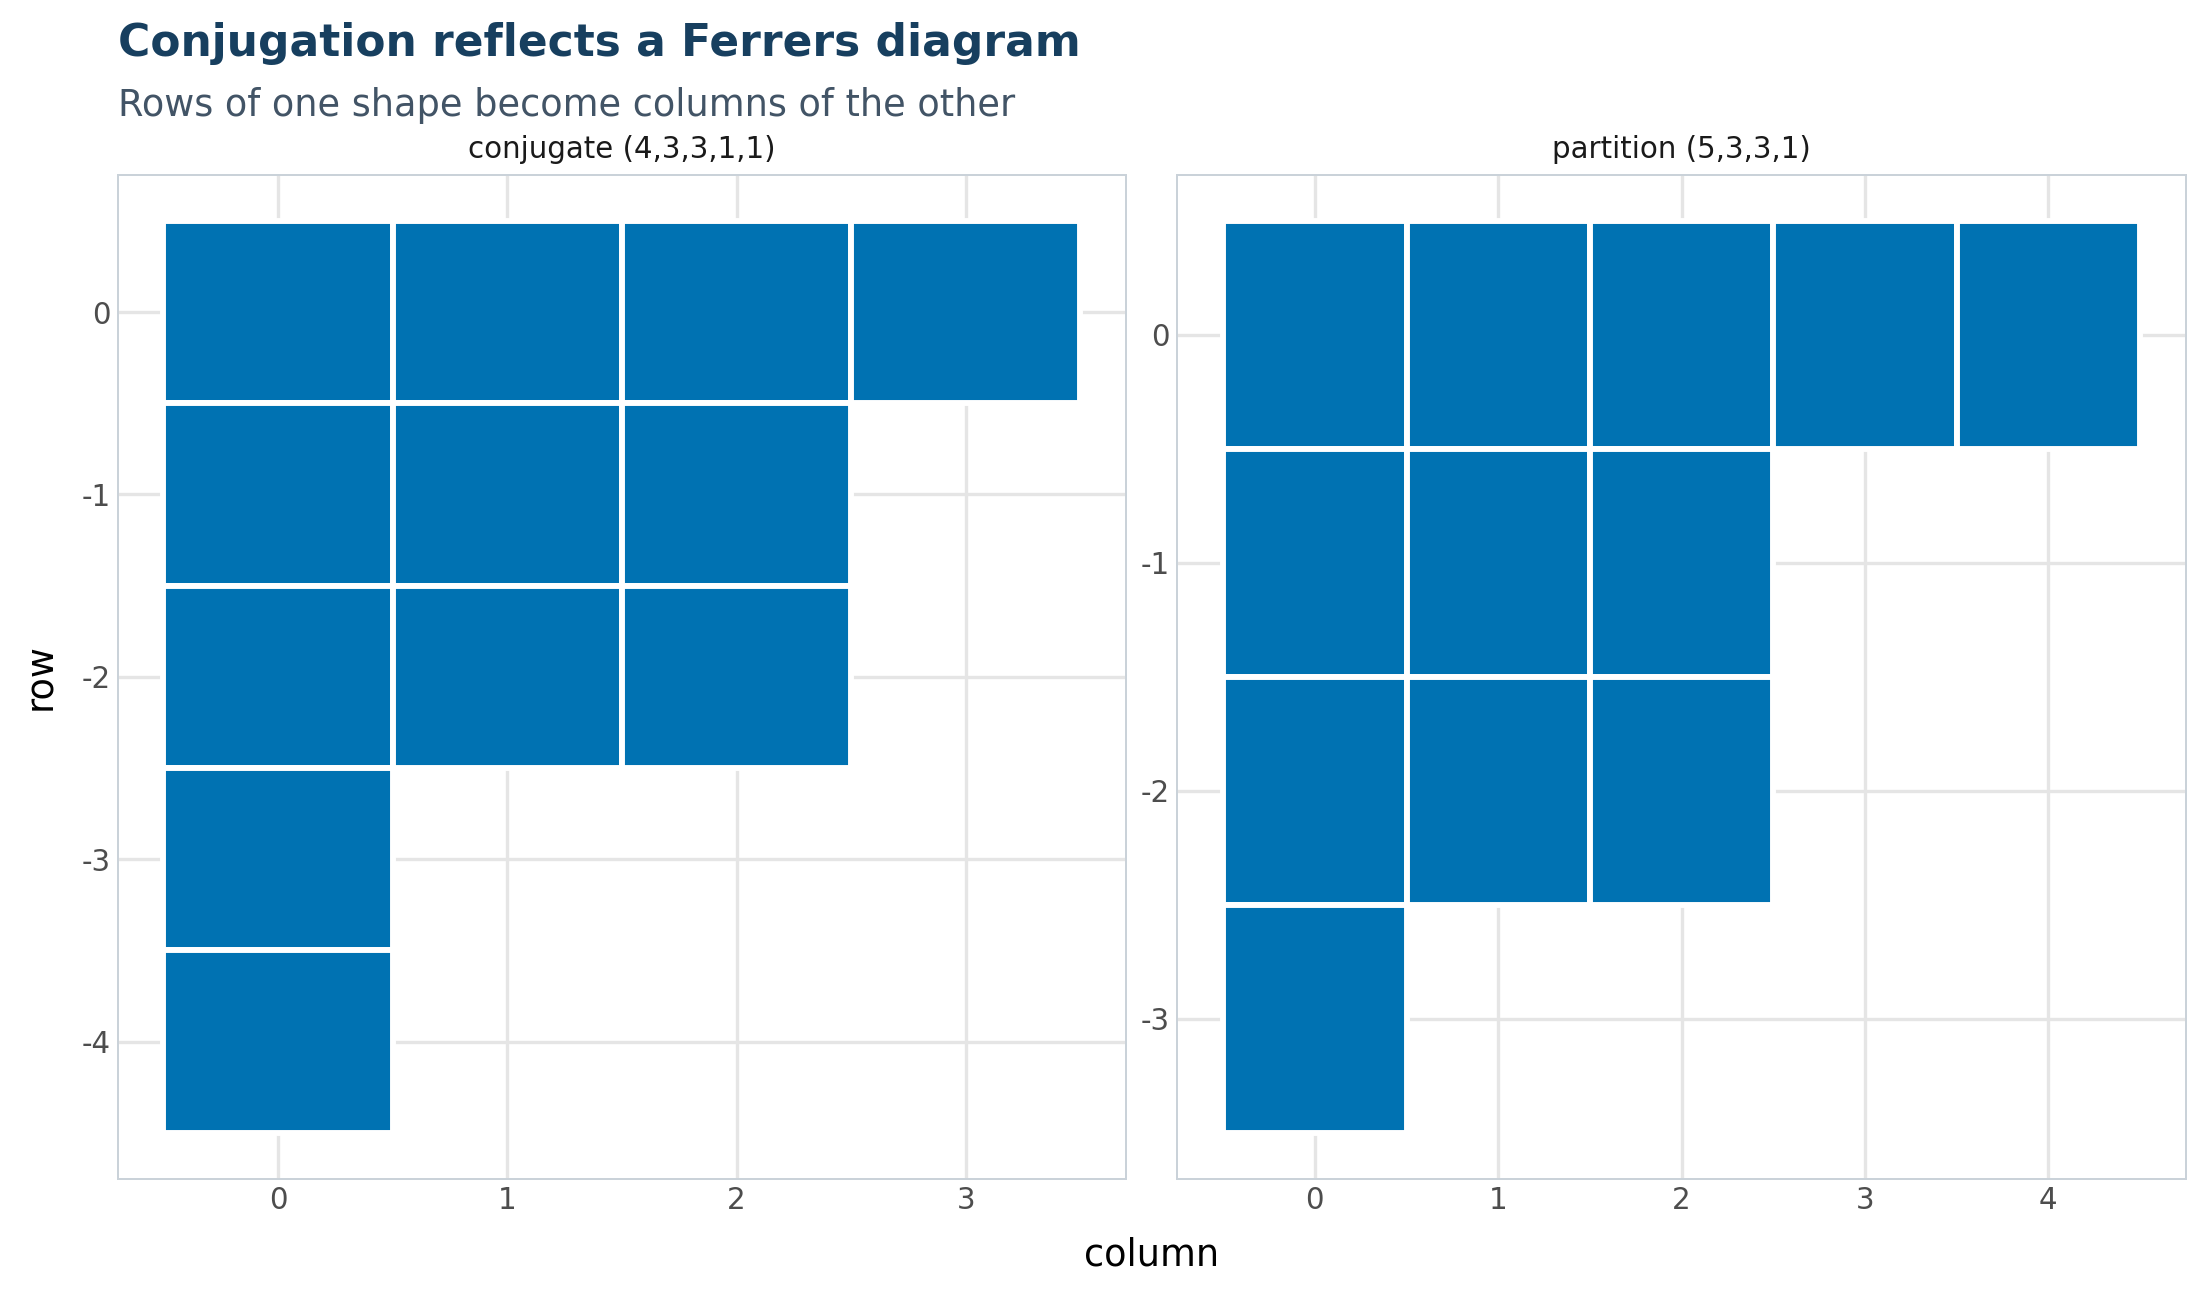 Conjugation reflects a Ferrers diagram
Rows of one shape become columns of the other
conjugate (4,3,3,1,1)
partition (5,3,3,1)
row
0
-1
-2
-3
-4
0
-1
-2
-3
0 1 2 3
0 1 2 3 4
column